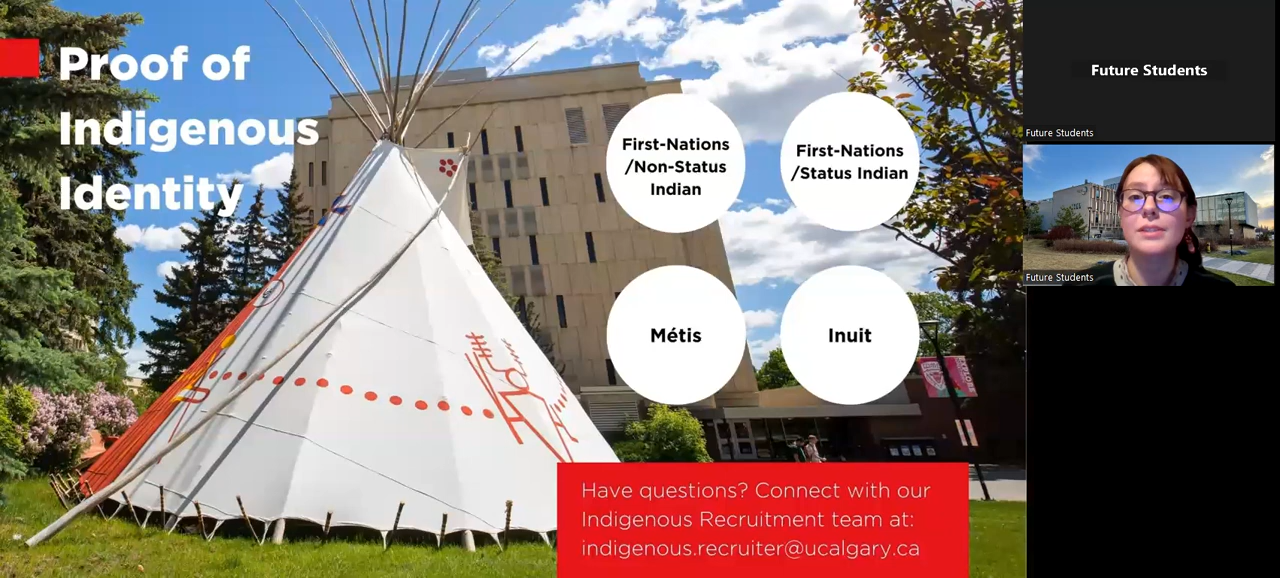 Proof of
Indigenous
Identity
First-Nations
/Non-Status
Indian
First-Nations
/Status Indian
Métis
Inuit
Have questions? Connect with our
Indigenous Recruitment team at:
indigenous.recruiter@ucalgary.ca
Future Students
Future Students
Future Students